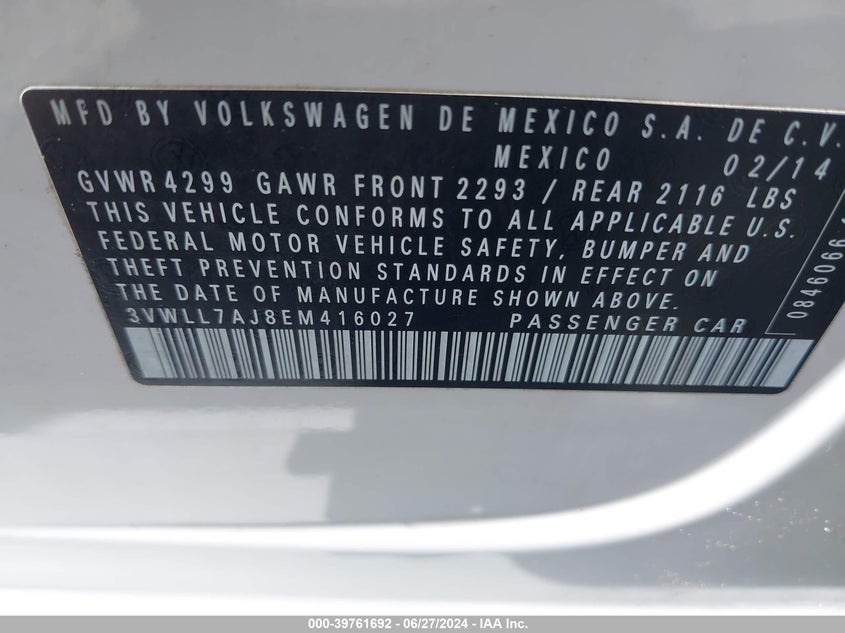 MFD BY VOLKSWAGEN DE MEXICO S.A. DE C.V.
MEXICO 02/14
GVWR 4299 GAWR FRONT 2293 / REAR 2116 LBS
THIS VEHICLE CONFORMS TO ALL APPLICABLE U.S.
FEDERAL MOTOR VEHICLE SAFETY, BUMPER AND
THEFT PREVENTION STANDARDS IN EFFECT ON
THE DATE OF MANUFACTURE SHOWN ABOVE.
3VWLL7AJ8EM416027 PASSENGER CAR
0846066
000-39761692 - 06/27/2024 - IAA Inc.